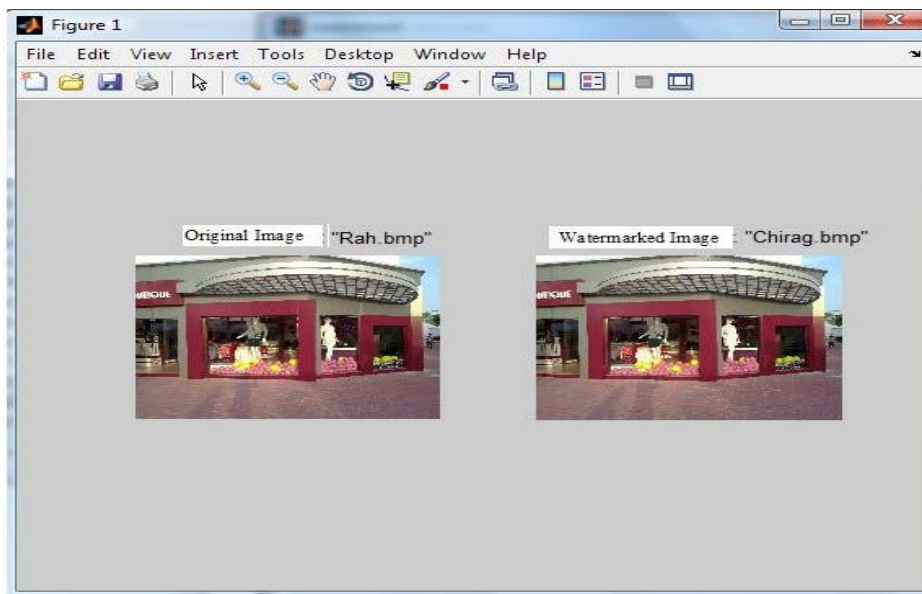 Figure 1
File Edit View Insert Tools Desktop Window Help
Original Image : "Rah.bmp"
Watermarked Image : "Chirag.bmp"